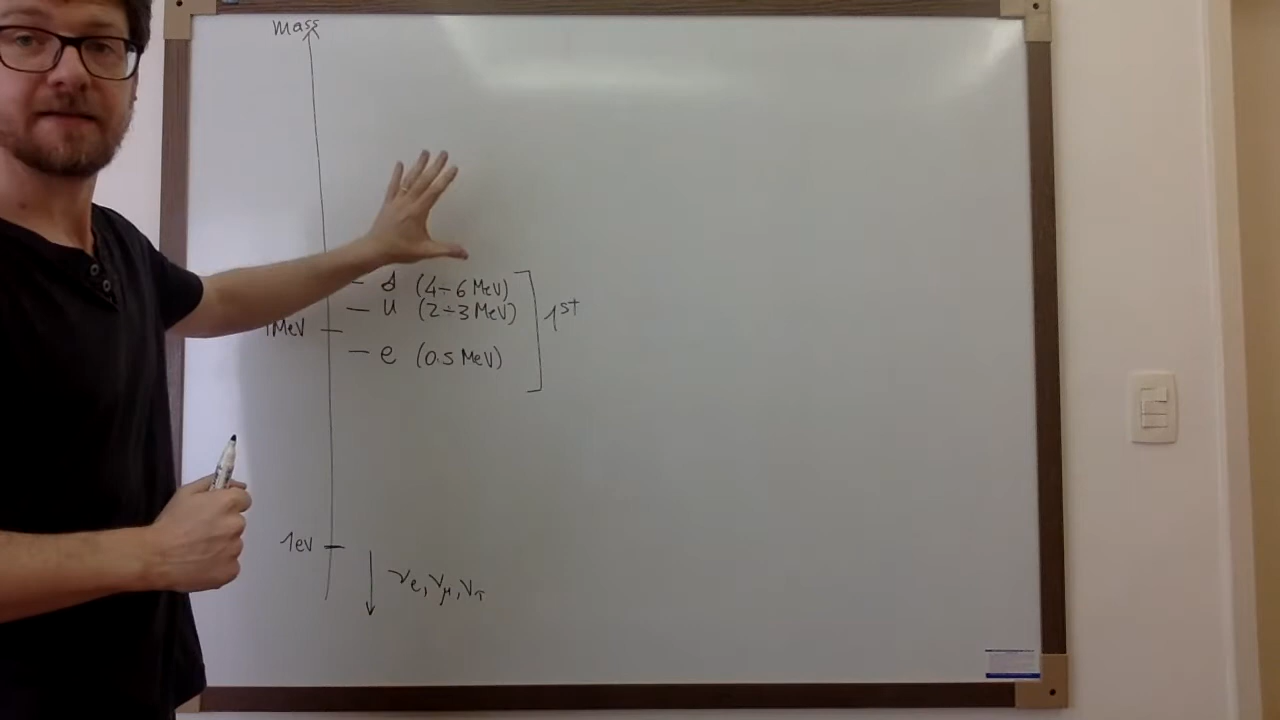 mass
d (4÷6 MeV)
u (2÷3 MeV)
1st
1MeV
e (0.5 MeV)
1eV
νe, νμ, ντ